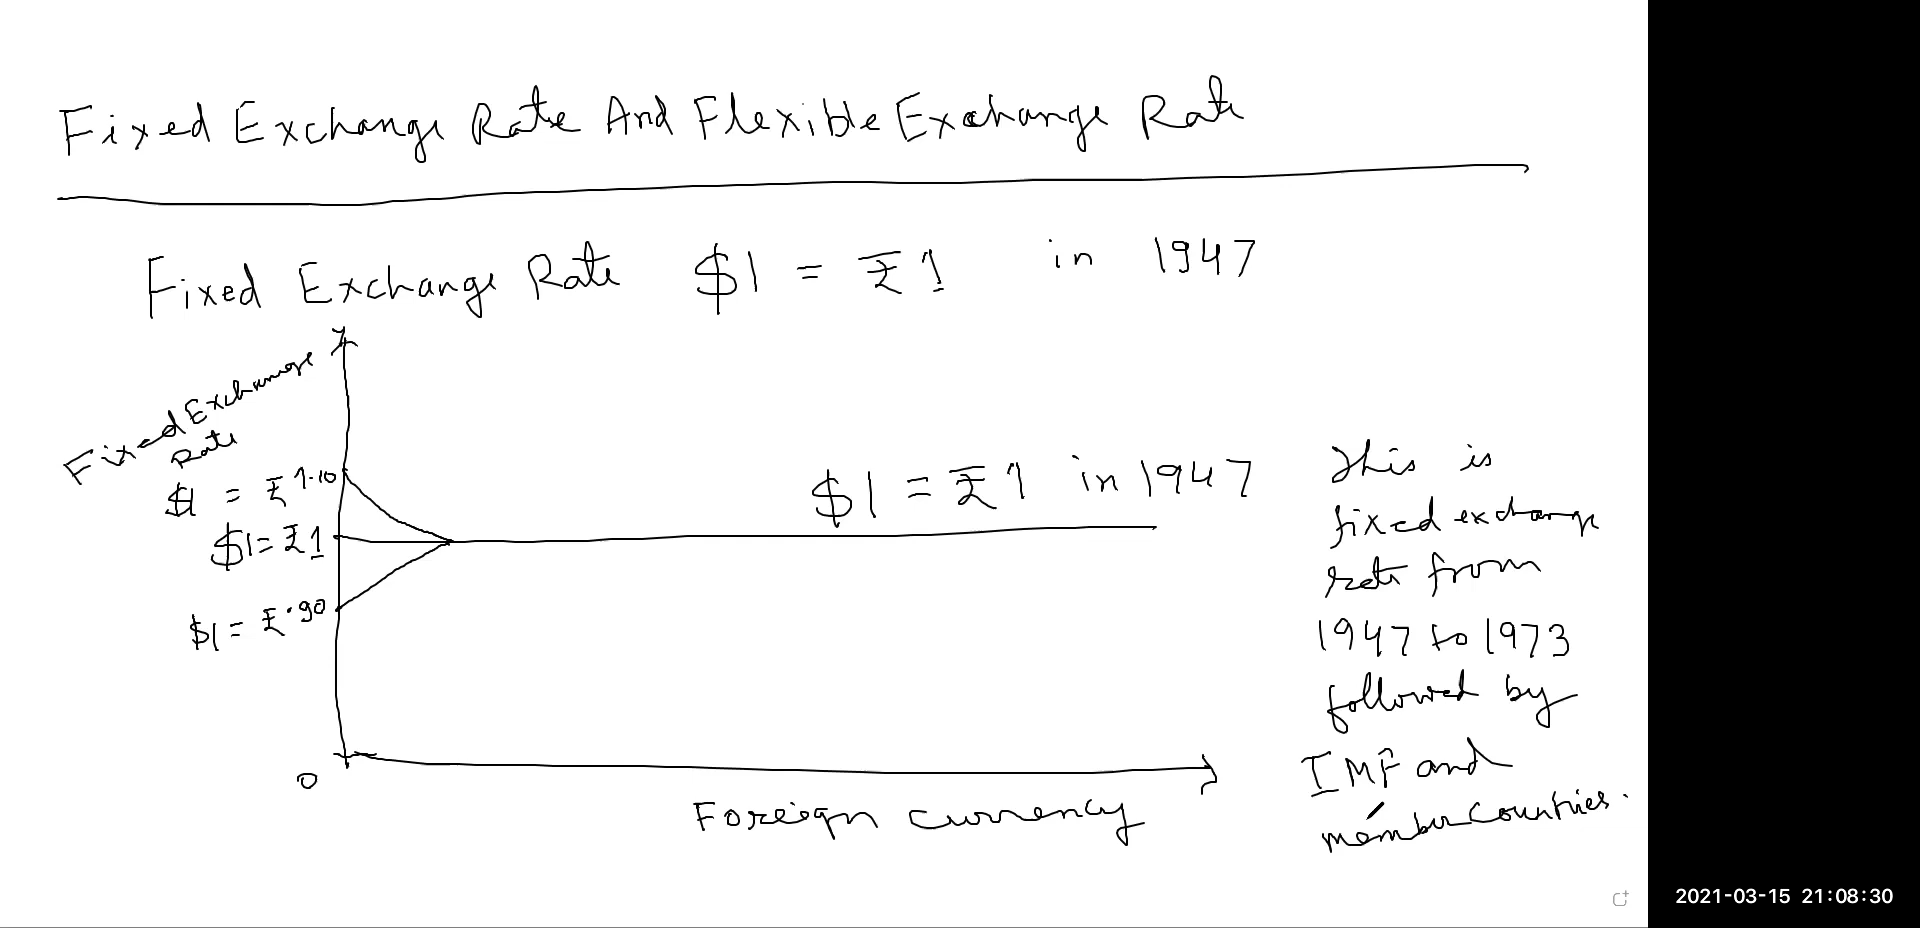 Fixed Exchange Rate And Flexible Exchange Rate
Fixed Exchange Rate $1 = ₹1 in 1947
Y
Fixed Exchange
Rate
$1 = ₹1.10
$1 = ₹1
$1 = ₹.90
0
$1 = ₹1 in 1947
Foreign currency
This is
fixed exchange
rate from
1947 to 1973
followed by
IMF and
member Countries.
2021-03-15 21:08:30